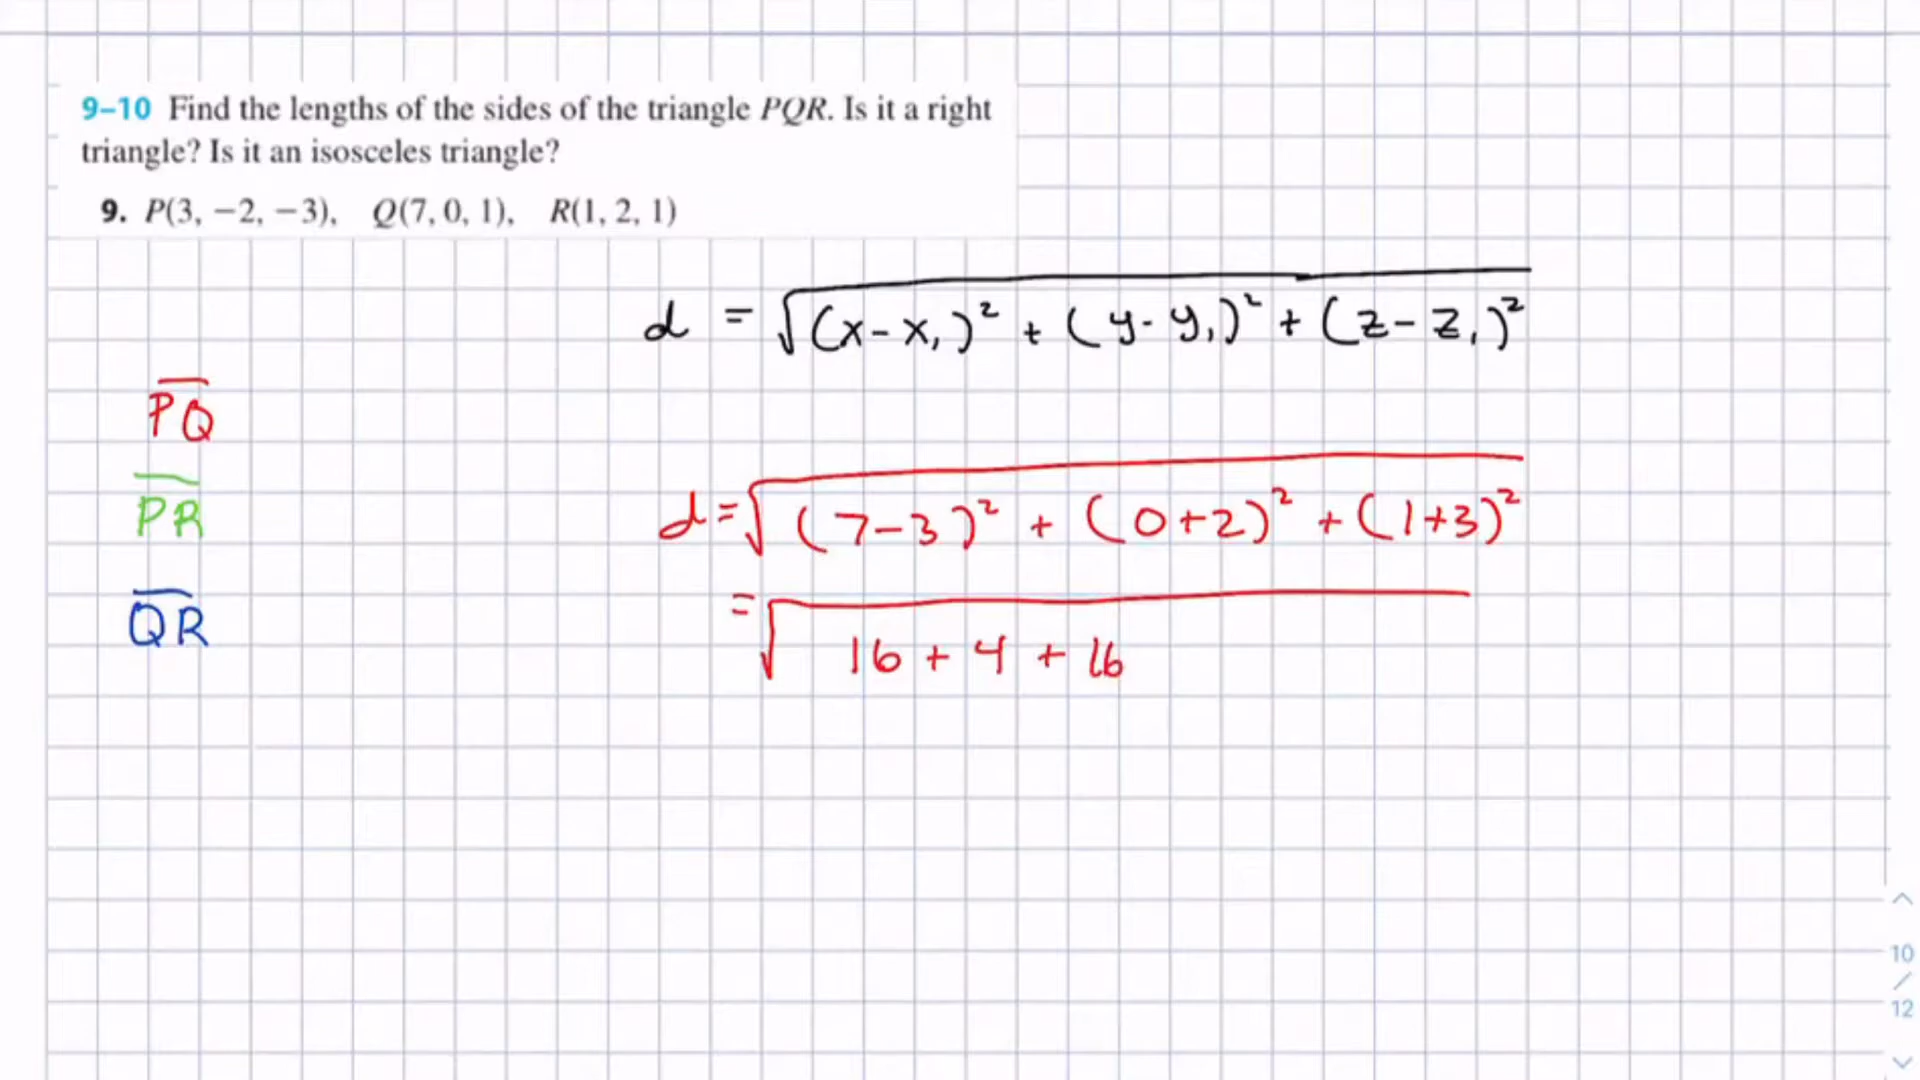 9–10 Find the lengths of the sides of the triangle PQR. Is it a right
triangle? Is it an isosceles triangle?
9. P(3, −2, −3), Q(7, 0, 1), R(1, 2, 1)
d = √(x-x₁)² + (y-y₁)² + (z-z₁)²
PQ
PR
QR
d=√(7-3)² + (0+2)² + (1+3)²
=√16 + 4 + 16
10
/
12